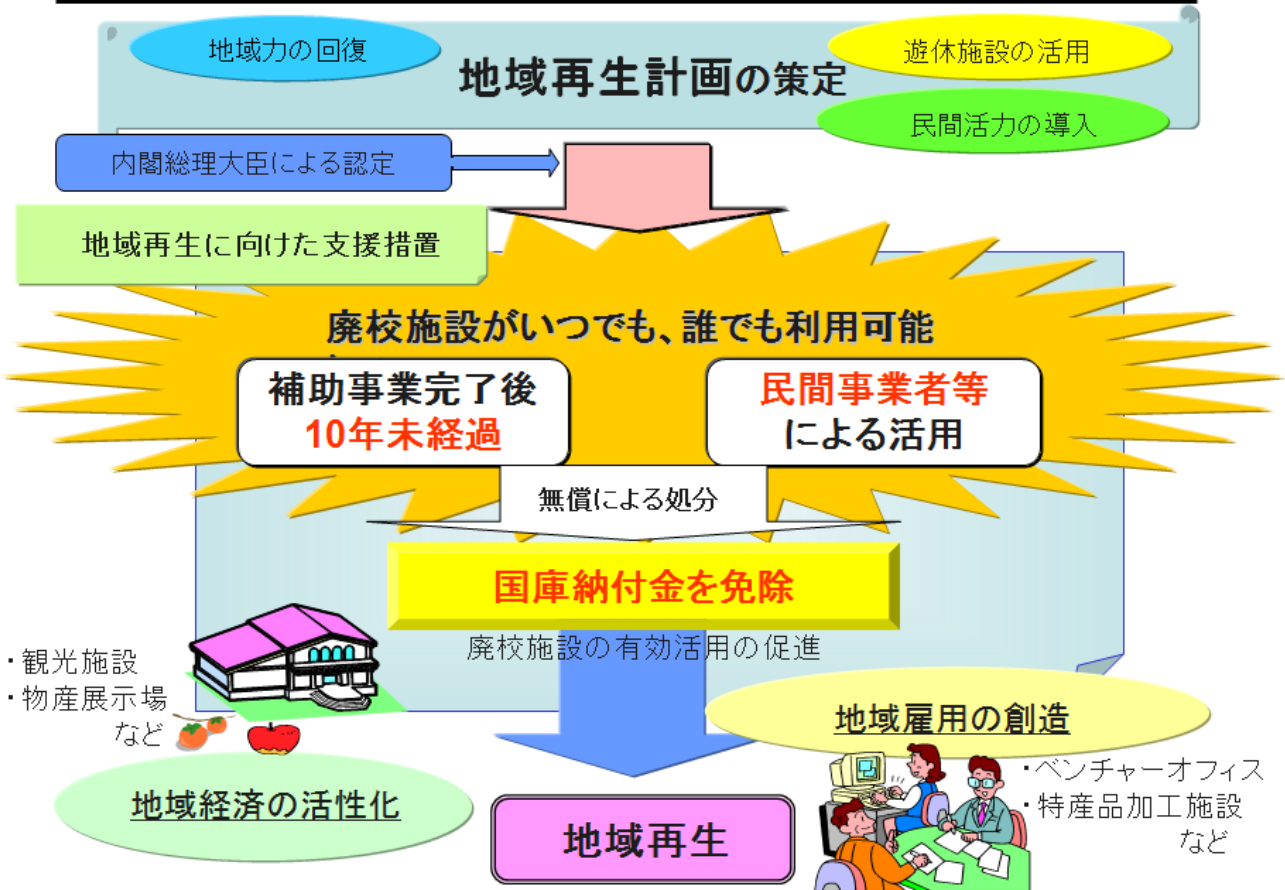 地域力の回復
遊休施設の活用
地域再生計画の策定
民間活力の導入
内閣総理大臣による認定
地域再生に向けた支援措置
廃校施設がいつでも、誰でも利用可能
補助事業完了後
10年未経過
民間事業者等
による活用
無償による処分
国庫納付金を免除
廃校施設の有効活用の促進
・観光施設
・物産展示場
など
地域雇用の創造
・ベンチャーオフィス
・特産品加工施設
など
地域経済の活性化
地域再生